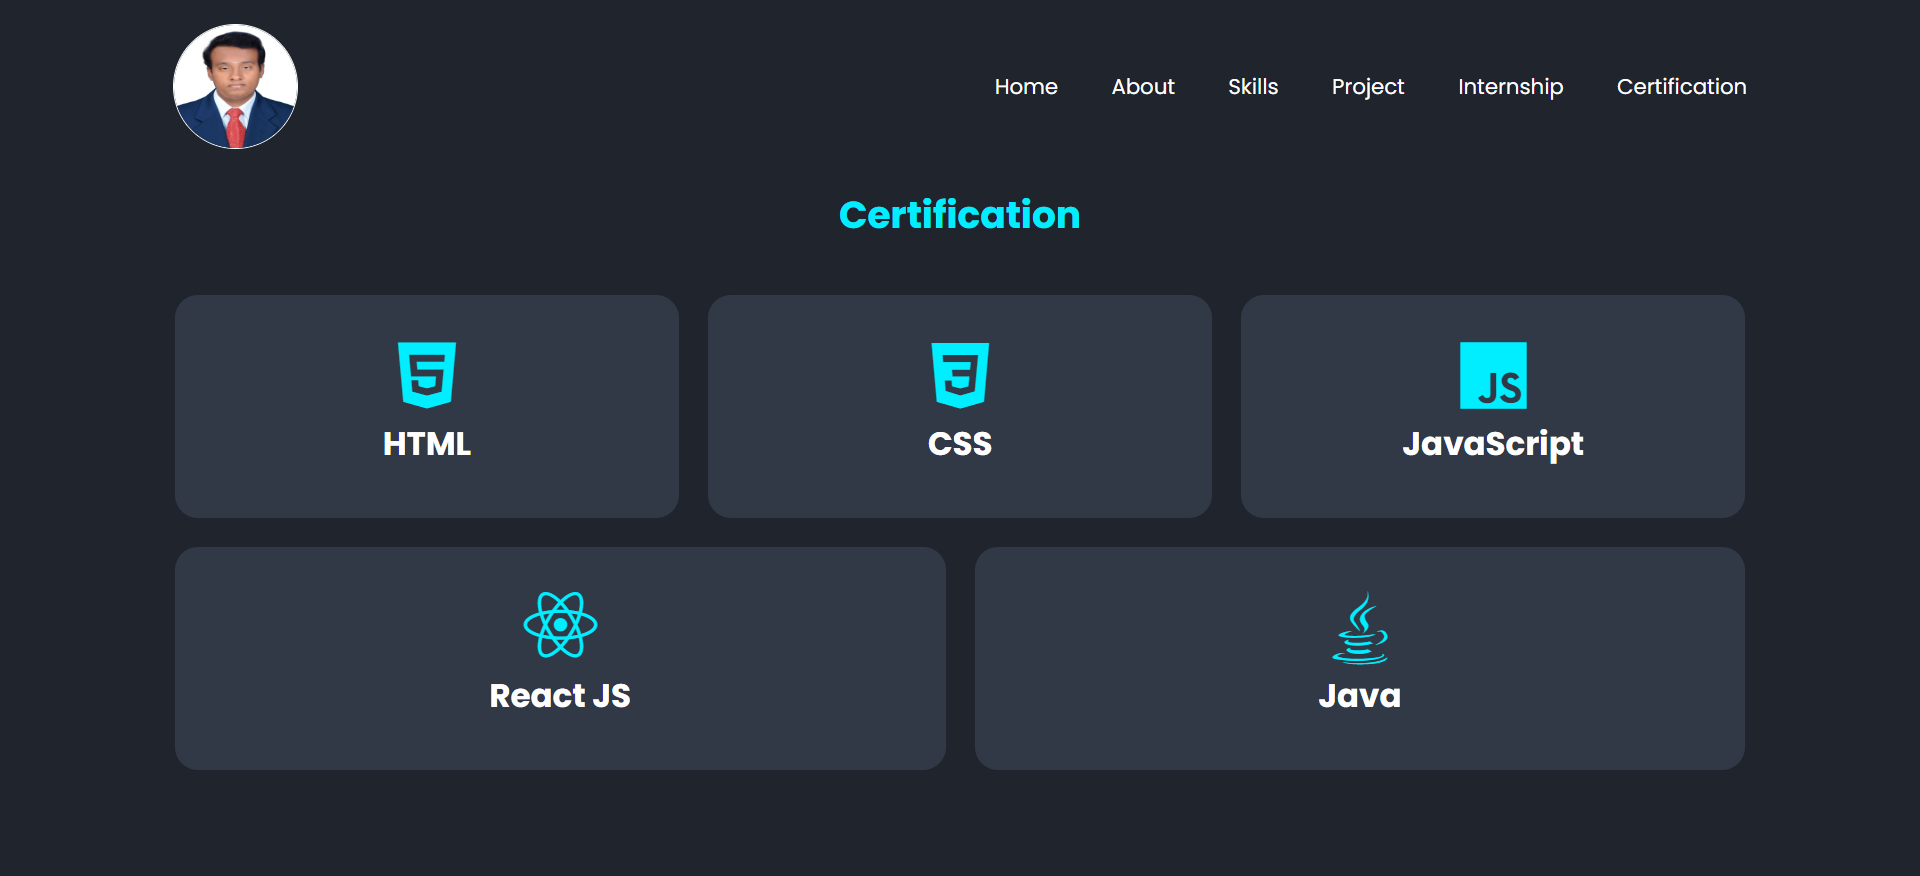 Home About Skills Project Internship Certification
Certification
HTML
CSS
JS
JavaScript
React JS
Java